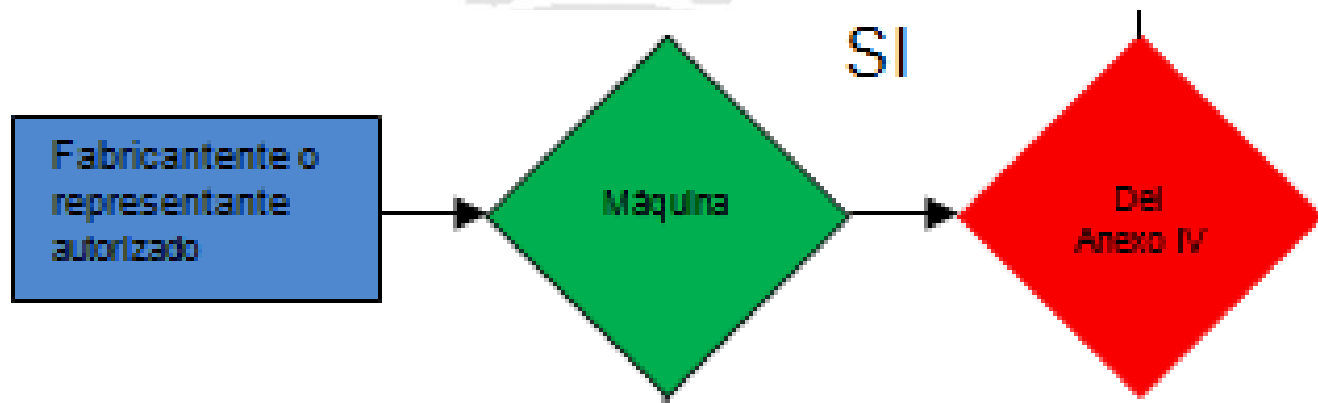 Fabricantente o
representante
autorizado
Máquina
SI
Del
Anexo IV